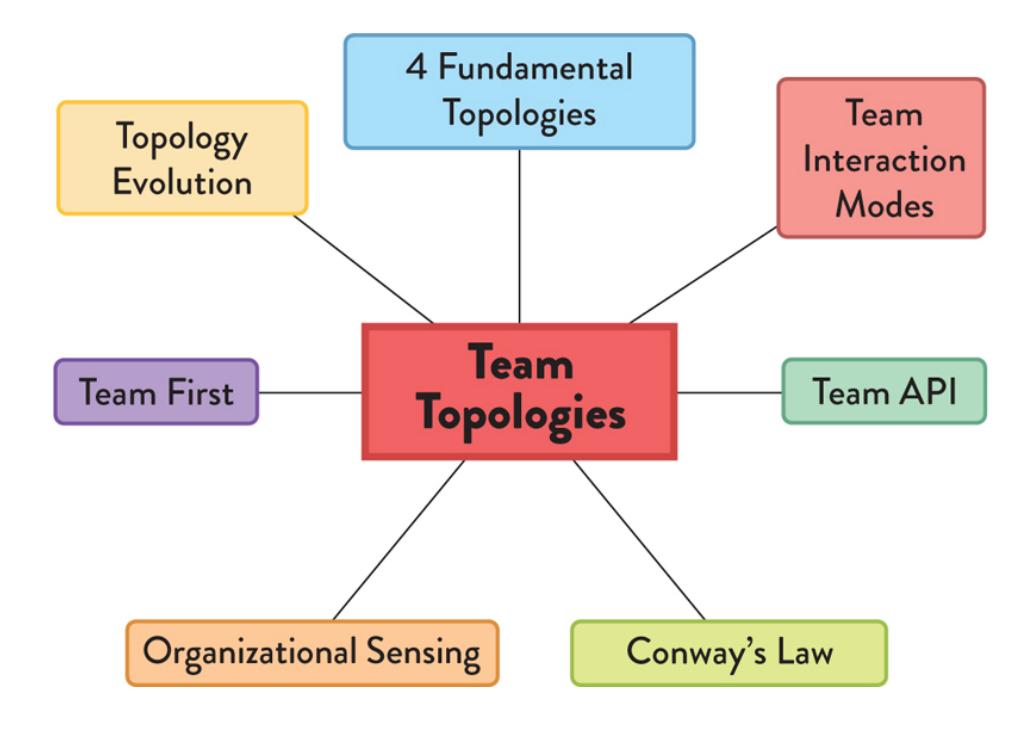 4 Fundamental
Topologies
Topology
Evolution
Team
Interaction
Modes
Team
Topologies
Team First
Team API
Organizational Sensing
Conway’s Law